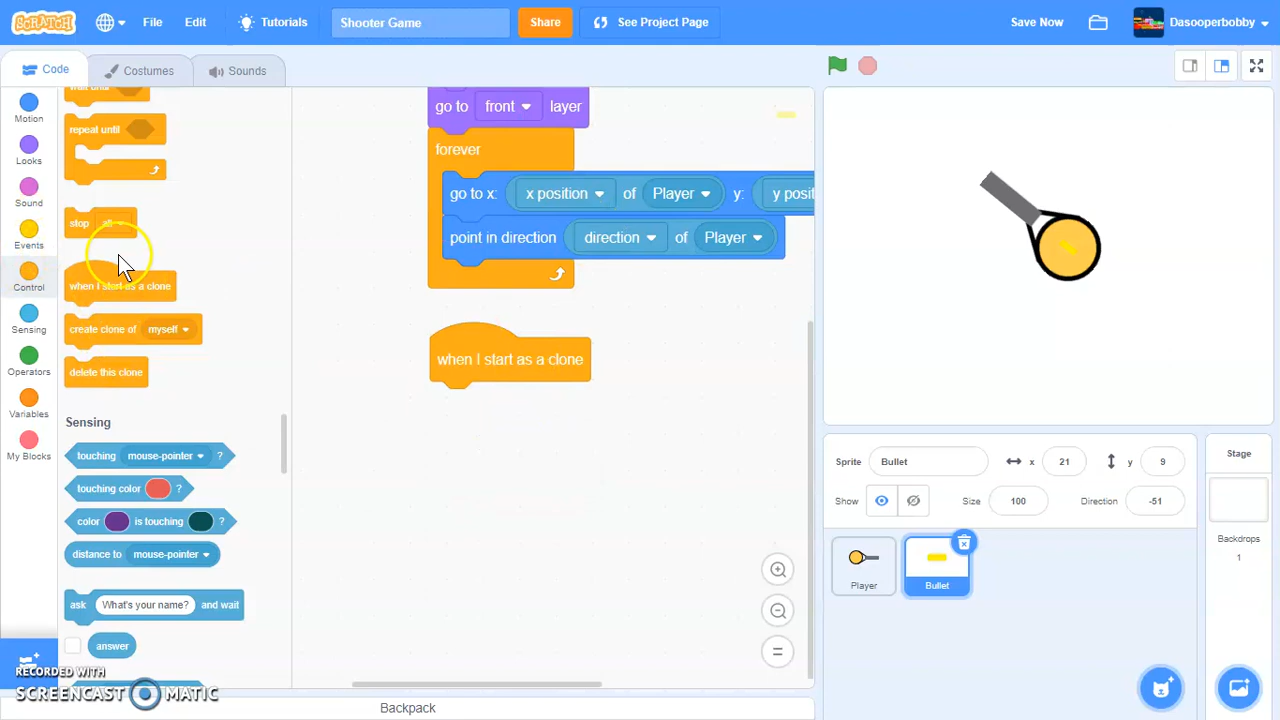 SCRATCH
File
Edit
Tutorials
Shooter Game
Share
See Project Page
Save Now
Dasooperbobby
Code
Costumes
Sounds
Motion
Looks
Sound
Events
Control
Sensing
Operators
Variables
My Blocks
wait until
repeat until
stop all
when I start as a clone
create clone of myself
delete this clone
Sensing
touching mouse-pointer ?
touching color ?
color is touching ?
distance to mouse-pointer
ask What's your name? and wait
answer
go to front layer
forever
go to x: x position of Player y: y posit
point in direction direction of Player
when I start as a clone
Sprite Bullet x 21 y 9
Show Size 100 Direction -51
Player
Bullet
Stage
Backdrops
1
Backpack
RECORDED WITH
SCREENCAST MATIC